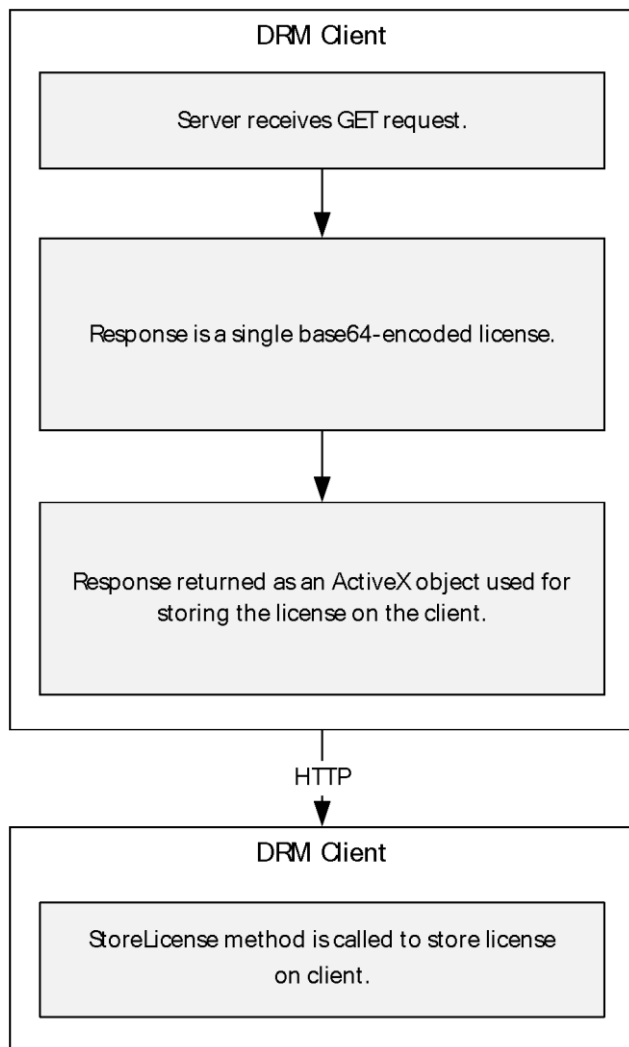 DRM Client
Server receives GET request.
Response is a single base64-encoded license.
Response returned as an ActiveX object used for
storing the license on the client.
HTTP
DRM Client
StoreLicense method is called to store license
on client.